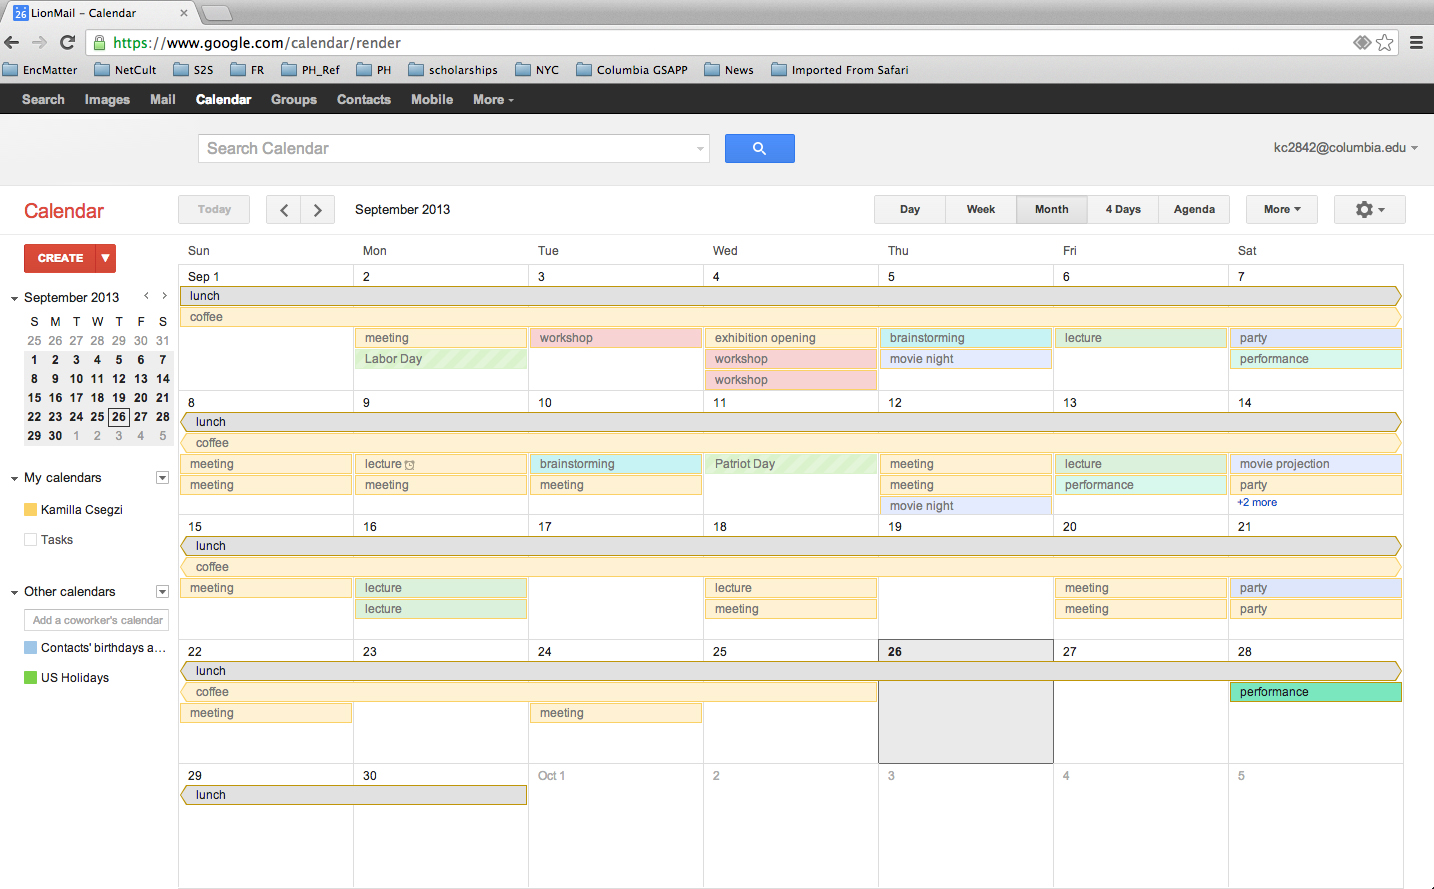 26 LionMail – Calendar
https://www.google.com/calendar/render
EncMatter NetCult S2S FR PH_Ref PH scholarships NYC Columbia GSAPP News Imported From Safari
Search Images Mail Calendar Groups Contacts Mobile More
Search Calendar
kc2842@columbia.edu
Calendar
Today
September 2013
Day Week Month 4 Days Agenda More
CREATE
September 2013
S M T W T F S
25 26 27 28 29 30 31
1 2 3 4 5 6 7
8 9 10 11 12 13 14
15 16 17 18 19 20 21
22 23 24 25 26 27 28
29 30 1 2 3 4 5
My calendars
Kamilla Csegzi
Tasks
Other calendars
Add a coworker's calendar
Contacts' birthdays a...
US Holidays
Sun Mon Tue Wed Thu Fri Sat
Sep 1 2 3 4 5 6 7
lunch
coffee
meeting workshop exhibition opening brainstorming lecture party
Labor Day workshop movie night performance
workshop
8 9 10 11 12 13 14
lunch
coffee
meeting lecture brainstorming Patriot Day meeting lecture movie projection
meeting meeting meeting meeting performance party
movie night +2 more
15 16 17 18 19 20 21
lunch
coffee
meeting lecture lecture meeting party
lecture meeting meeting party
22 23 24 25 26 27 28
lunch
coffee performance
meeting meeting
29 30 Oct 1 2 3 4 5
lunch